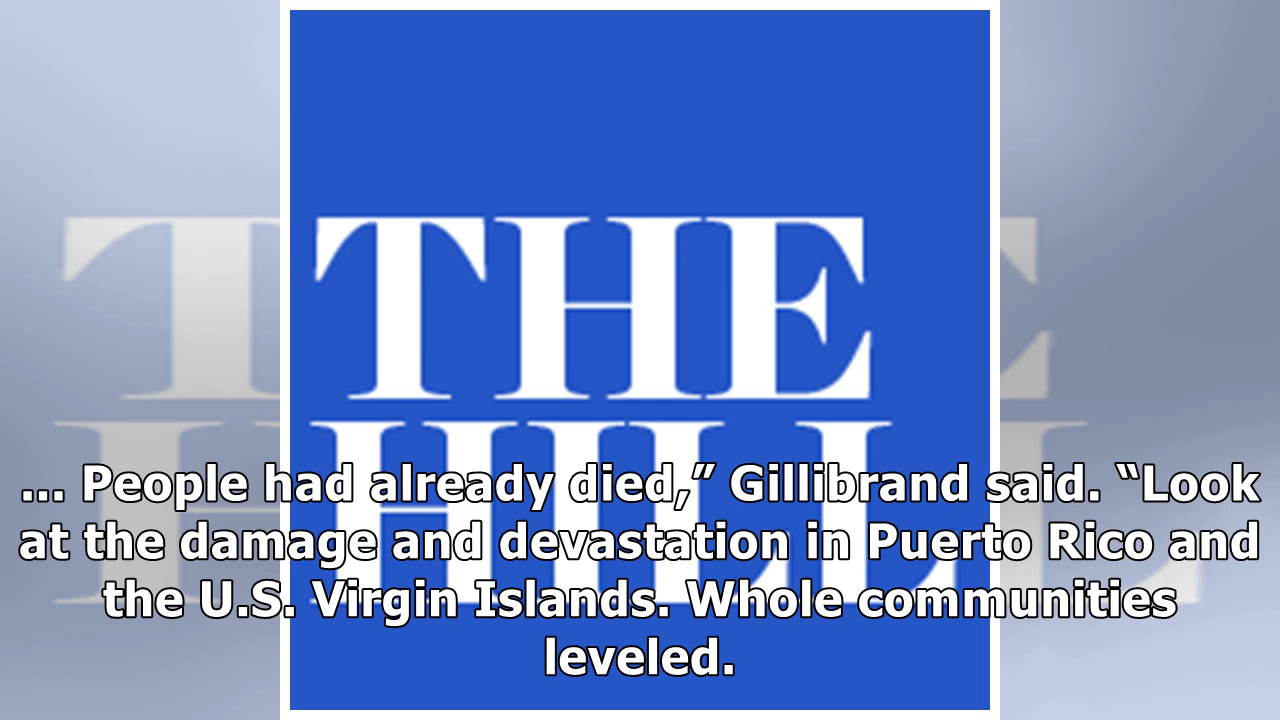 THE
HILL
... People had already died,” Gillibrand said. “Look
at the damage and devastation in Puerto Rico and
the U.S. Virgin Islands. Whole communities
leveled.